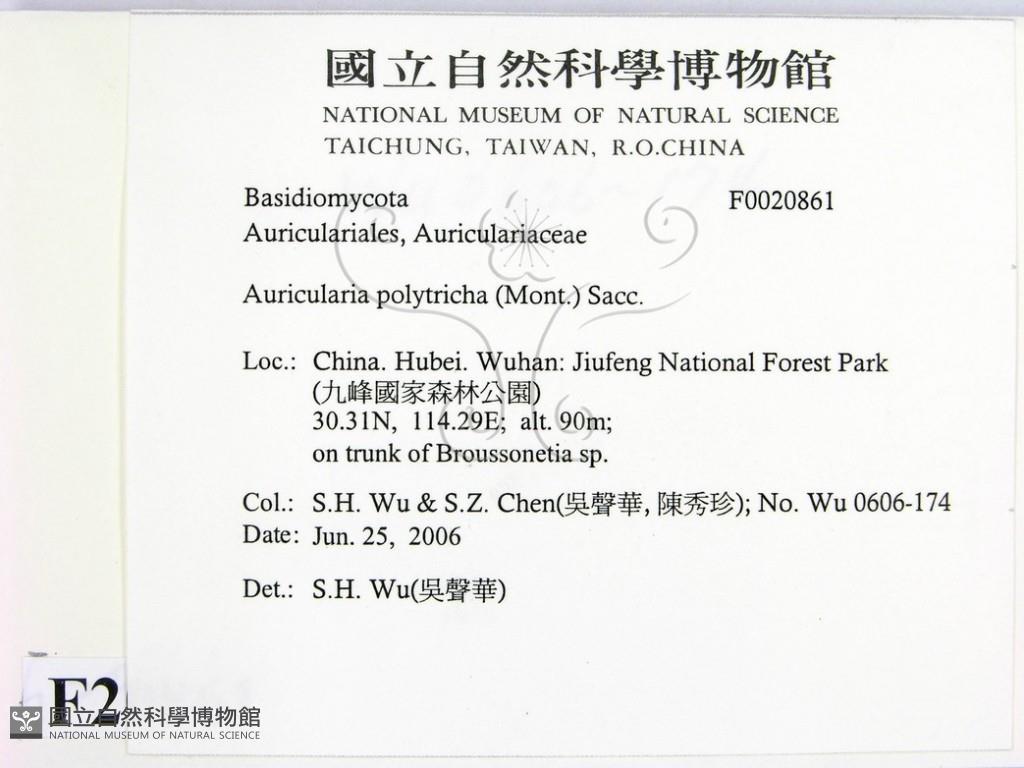 國立自然科學博物館
NATIONAL MUSEUM OF NATURAL SCIENCE
TAICHUNG, TAIWAN, R.O.CHINA
Basidiomycota F0020861
Auriculariales, Auriculariaceae
Auricularia polytricha (Mont.) Sacc.
Loc.: China. Hubei. Wuhan: Jiufeng National Forest Park
(九峰國家森林公園)
30.31N, 114.29E; alt. 90m;
on trunk of Broussonetia sp.
Col.: S.H. Wu & S.Z. Chen(吳聲華, 陳秀珍); No. Wu 0606-174
Date: Jun. 25, 2006
Det.: S.H. Wu(吳聲華)
F2
國立自然科學博物館
NATIONAL MUSEUM OF NATURAL SCIENCE